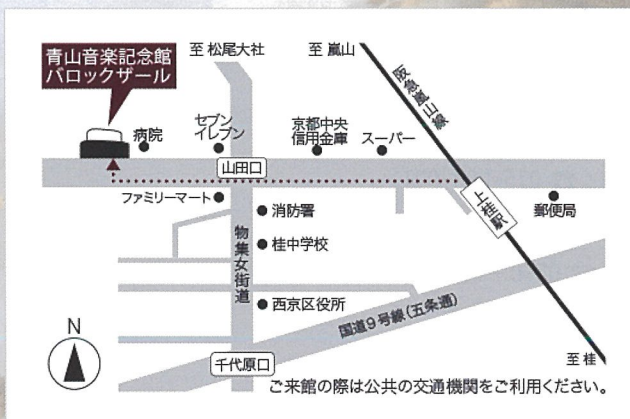 青山音楽記念館
バロックザール
至 松尾大社
至 嵐山
阪急嵐山線
病院
セブン
イレブン
京都中央
信用金庫
スーパー
山田口
ファミリーマート
消防署
上桂駅
郵便局
物集女街道
桂中学校
西京区役所
国道9号線(五条通)
N
千代原口
至 桂
ご来館の際は公共の交通機関をご利用ください。